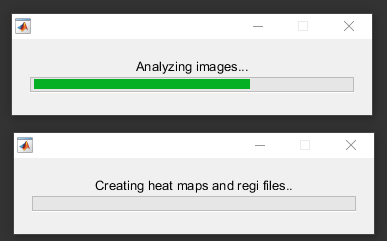 Analyzing images...
Creating heat maps and regi files..